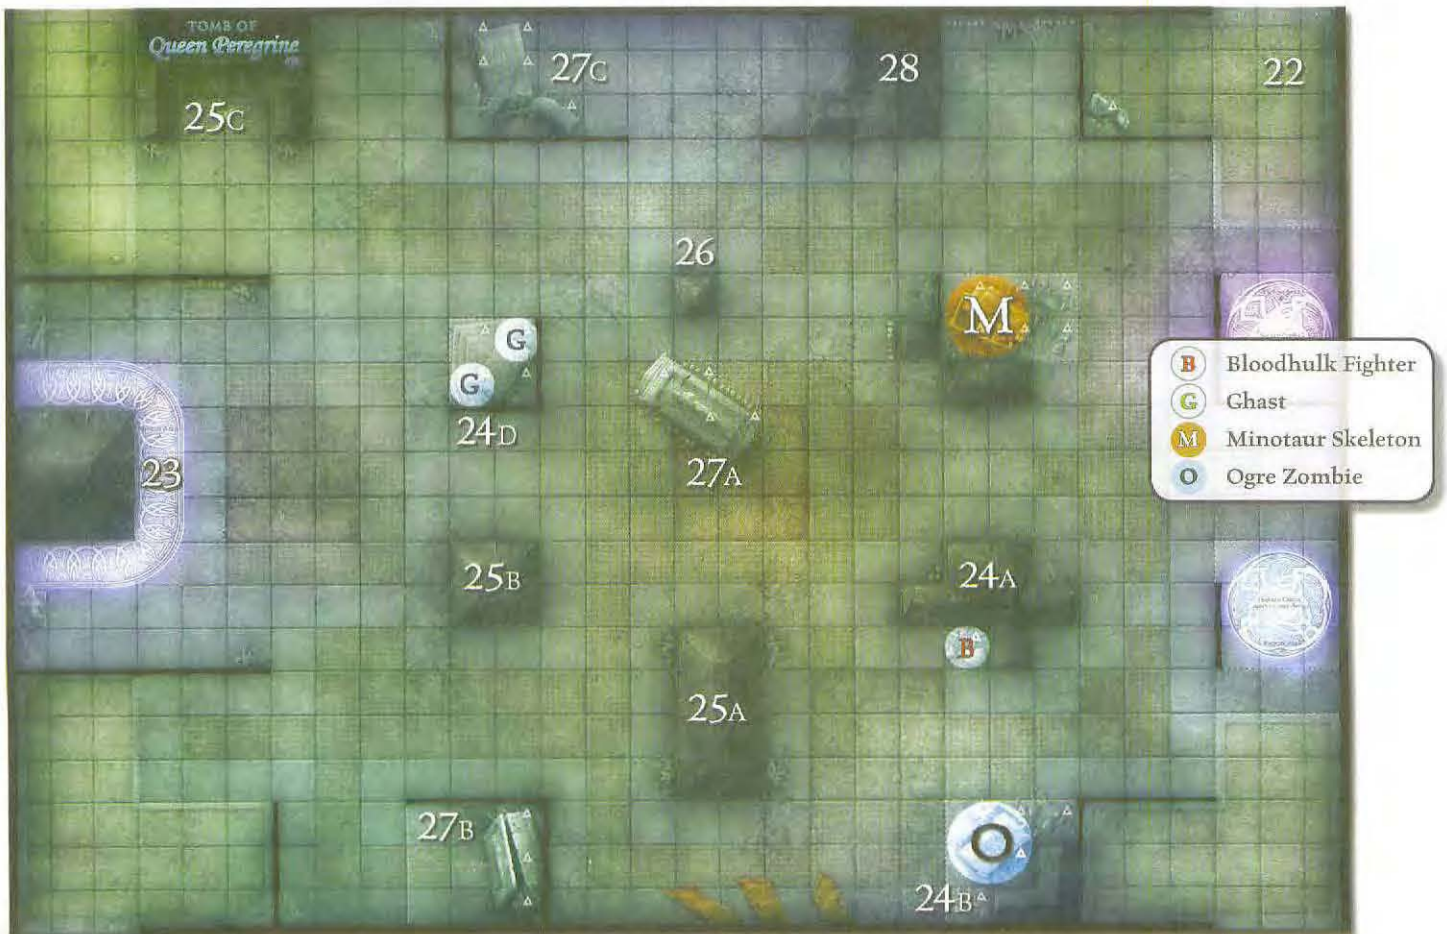 TOMB OF
Queen Peregrine
25C
27C
28
22
26
M
G
G
24D
27A
23
B Bloodhulk Fighter
G Ghast
M Minotaur Skeleton
O Ogre Zombie
25B
24A
B
25A
27B
O
24B